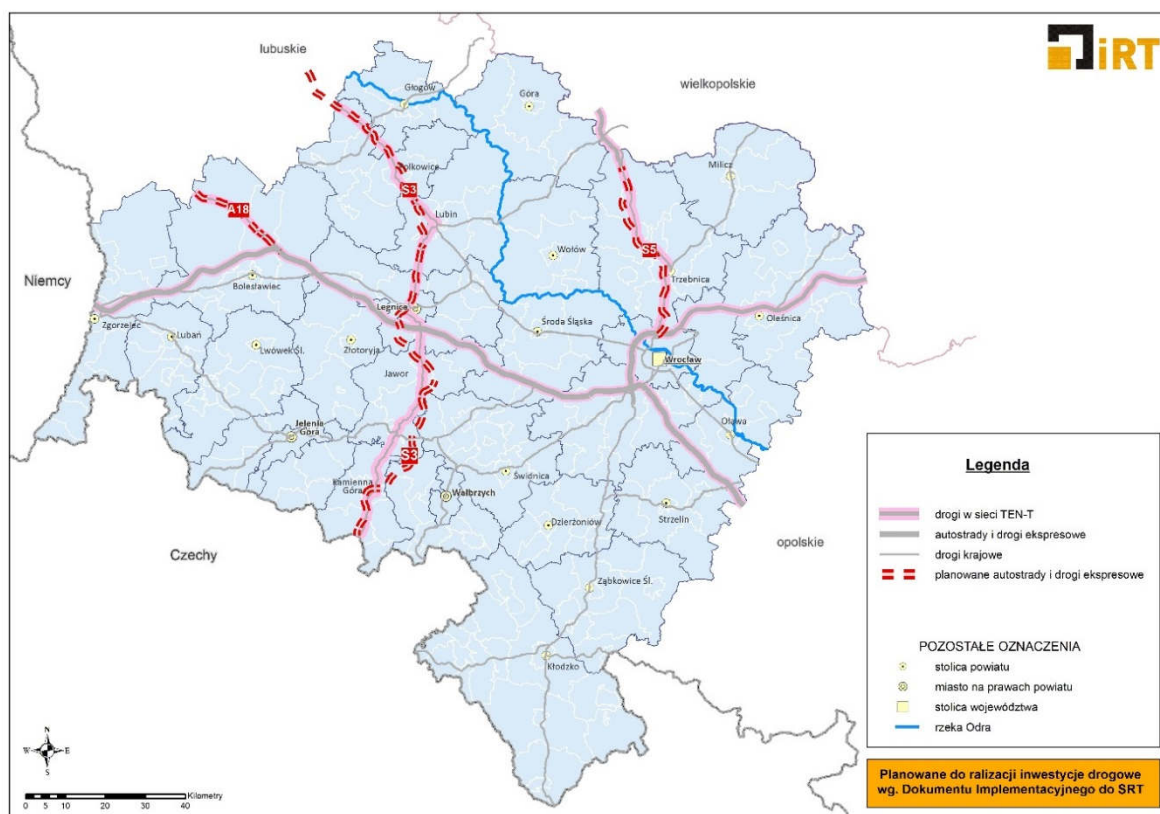 iRT
lubuskie
wielkopolskie
Głogów
Góra
Milicz
olkowice
S3
A18
Lubin
Wołów
S5
Trzebnica
Niemcy
Bolesławiec
Legnica
Oleśnica
Zgorzelec
Lubań
Lwówek Śl.
Złotoryja
Środa Śląska
Wrocław
Jawor
Jelenia
Góra
Oława
S3
Kamienna
Góra
Wałbrzych
Świdnica
Strzelin
Dzierżoniów
Czechy
opolskie
Ząbkowice Śl.
Kłodzko
Legenda
drogi w sieci TEN-T
autostrady i drogi ekspresowe
drogi krajowe
planowane autostrady i drogi ekspresowe
POZOSTAŁE OZNACZENIA
stolica powiatu
miasto na prawach powiatu
stolica województwa
rzeka Odra
N
W E
S
Kilometry
0 5 10 20 30 40
Planowane do ralizacji inwestycje drogowe
wg. Dokumentu Implementacyjnego do SRT